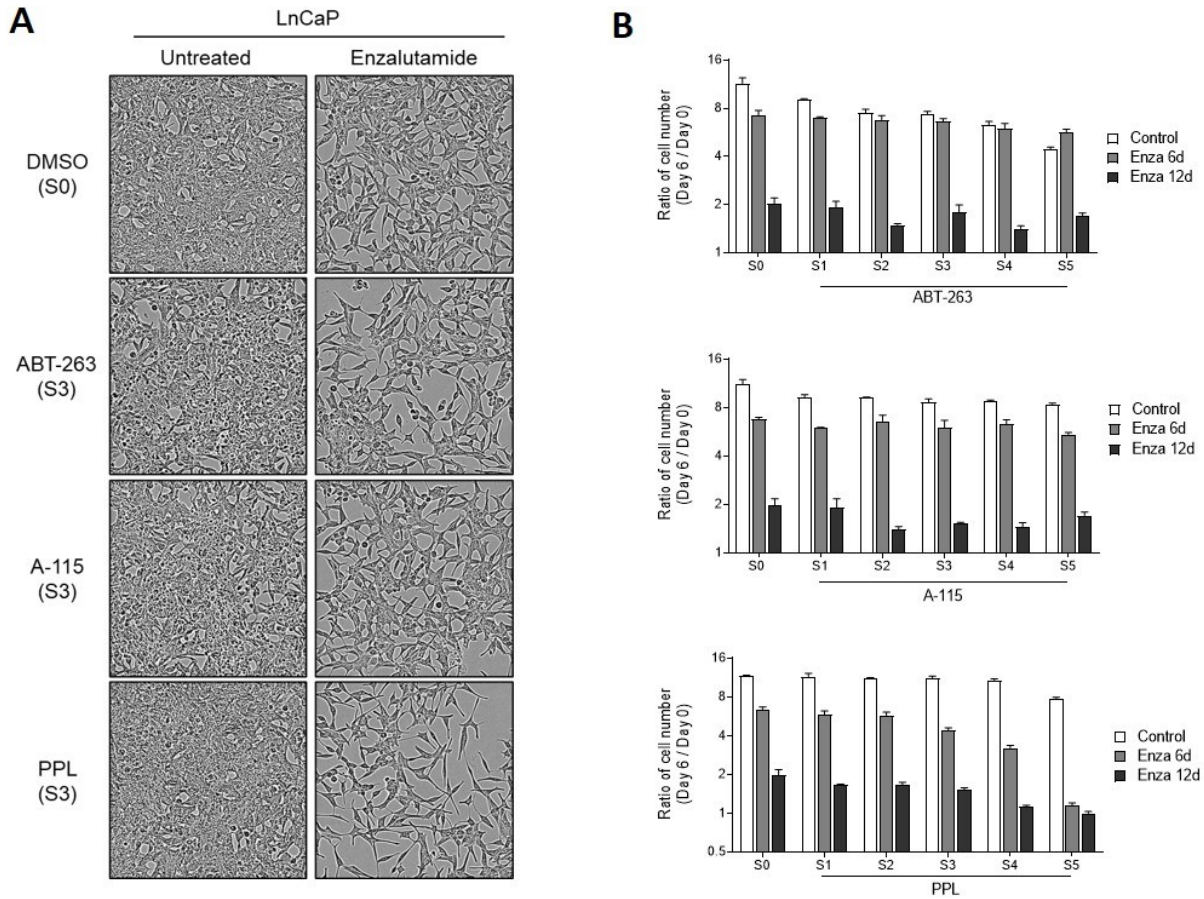 A
LnCaP
Untreated
Enzalutamide
DMSO
(S0)
ABT-263
(S3)
A-115
(S3)
PPL
(S3)
B
Ratio of cell number
(Day 6 / Day 0)
16
8
4
2
1
S0
S1
S2
S3
S4
S5
ABT-263
Control
Enza 6d
Enza 12d
Ratio of cell number
(Day 6 / Day 0)
16
8
4
2
1
S0
S1
S2
S3
S4
S5
A-115
Control
Enza 6d
Enza 12d
Ratio of cell number
(Day 6 / Day 0)
16
8
4
2
1
0.5
S0
S1
S2
S3
S4
S5
PPL
Control
Enza 6d
Enza 12d